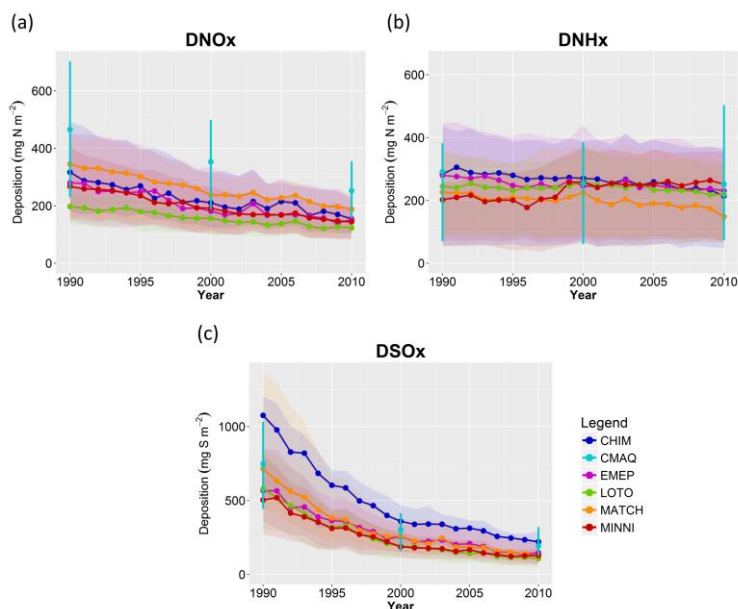 (a)
DNOx
Deposition (mg N m⁻²)
600
400
200
0
1990
1995
2000
2005
2010
Year
(b)
DNHx
Deposition (mg N m⁻²)
600
400
200
0
1990
1995
2000
2005
2010
Year
(c)
DSOx
Deposition (mg S m⁻²)
1000
500
0
1990
1995
2000
2005
2010
Year
Legend
CHIM
CMAQ
EMEP
LOTO
MATCH
MINNI